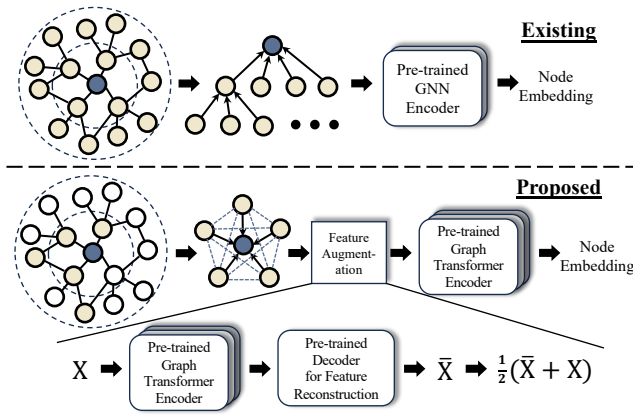 Existing
Pre-trained
GNN
Encoder
Node
Embedding
Proposed
Feature
Augment-
ation
Pre-trained
Graph
Transformer
Encoder
Node
Embedding
X
Pre-trained
Graph
Transformer
Encoder
Pre-trained
Decoder
for Feature
Reconstruction
X̄
½(X̄ + X)